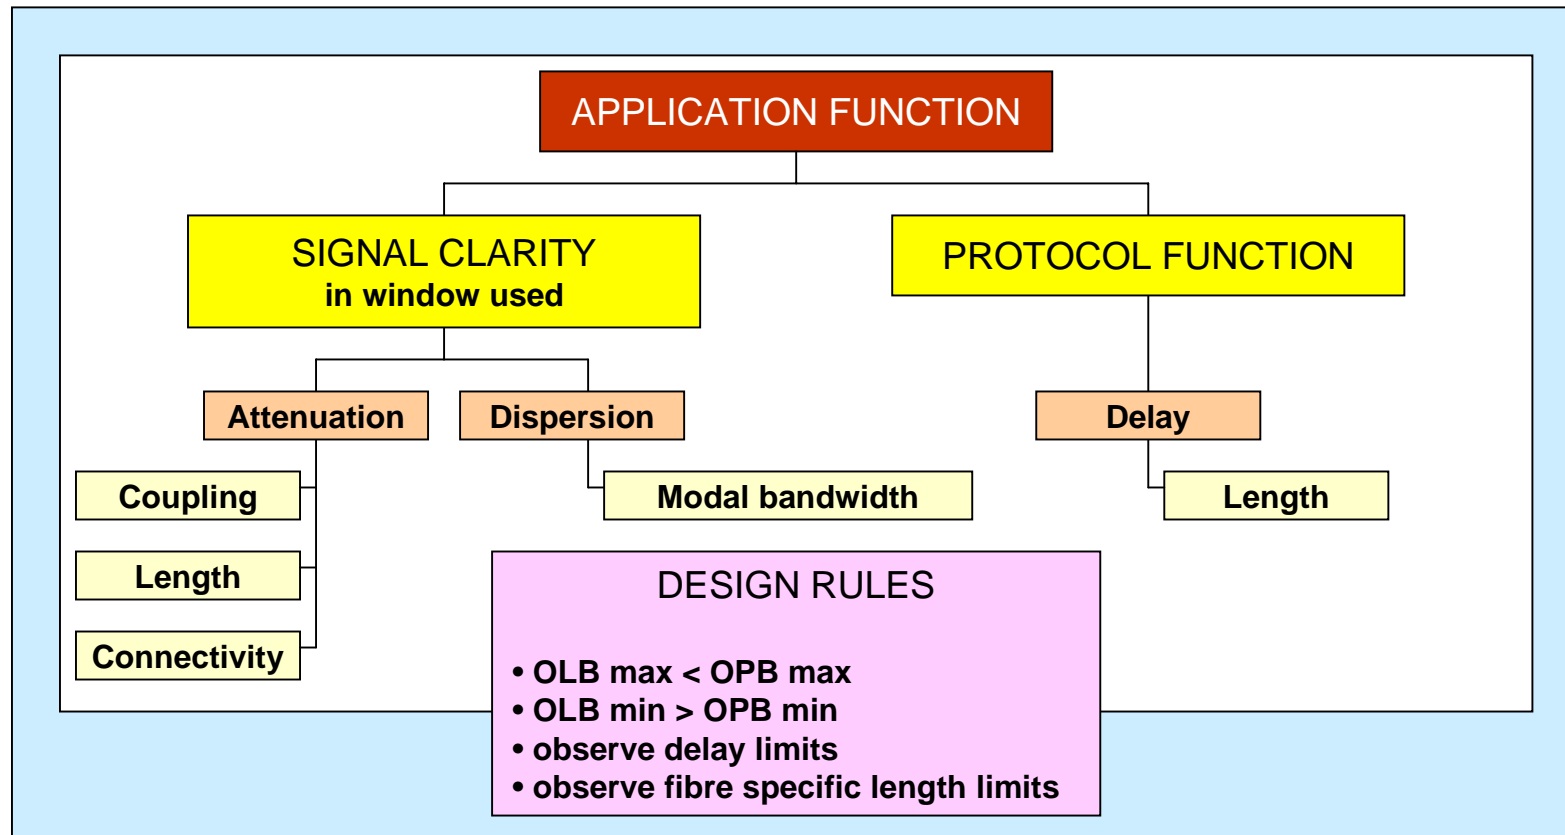 APPLICATION FUNCTION
SIGNAL CLARITY
in window used
PROTOCOL FUNCTION
Attenuation
Dispersion
Delay
Coupling
Modal bandwidth
Length
Length
Connectivity
DESIGN RULES
• OLB max < OPB max
• OLB min > OPB min
• observe delay limits
• observe fibre specific length limits